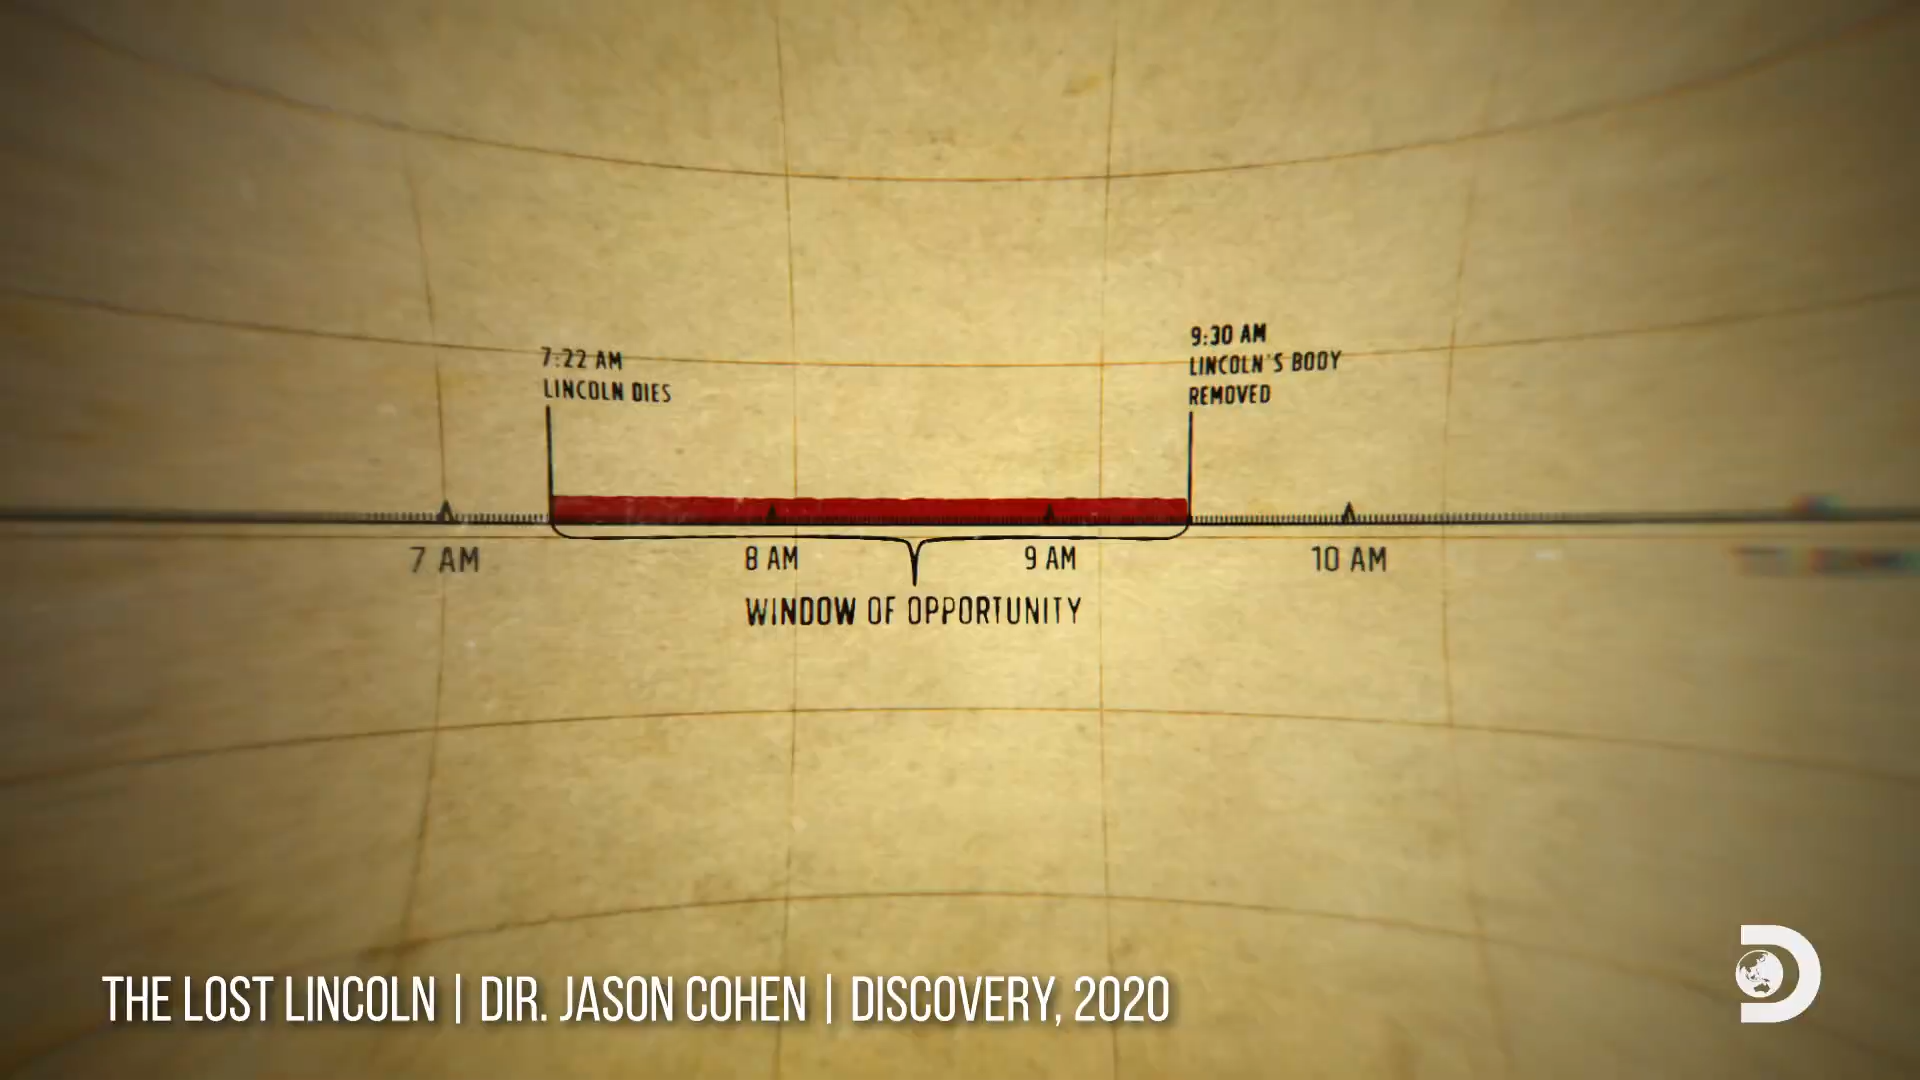 7:22 AM
LINCOLN DIES
9:30 AM
LINCOLN'S BODY
REMOVED
7 AM
8 AM
9 AM
10 AM
WINDOW OF OPPORTUNITY
THE LOST LINCOLN | DIR. JASON COHEN | DISCOVERY, 2020